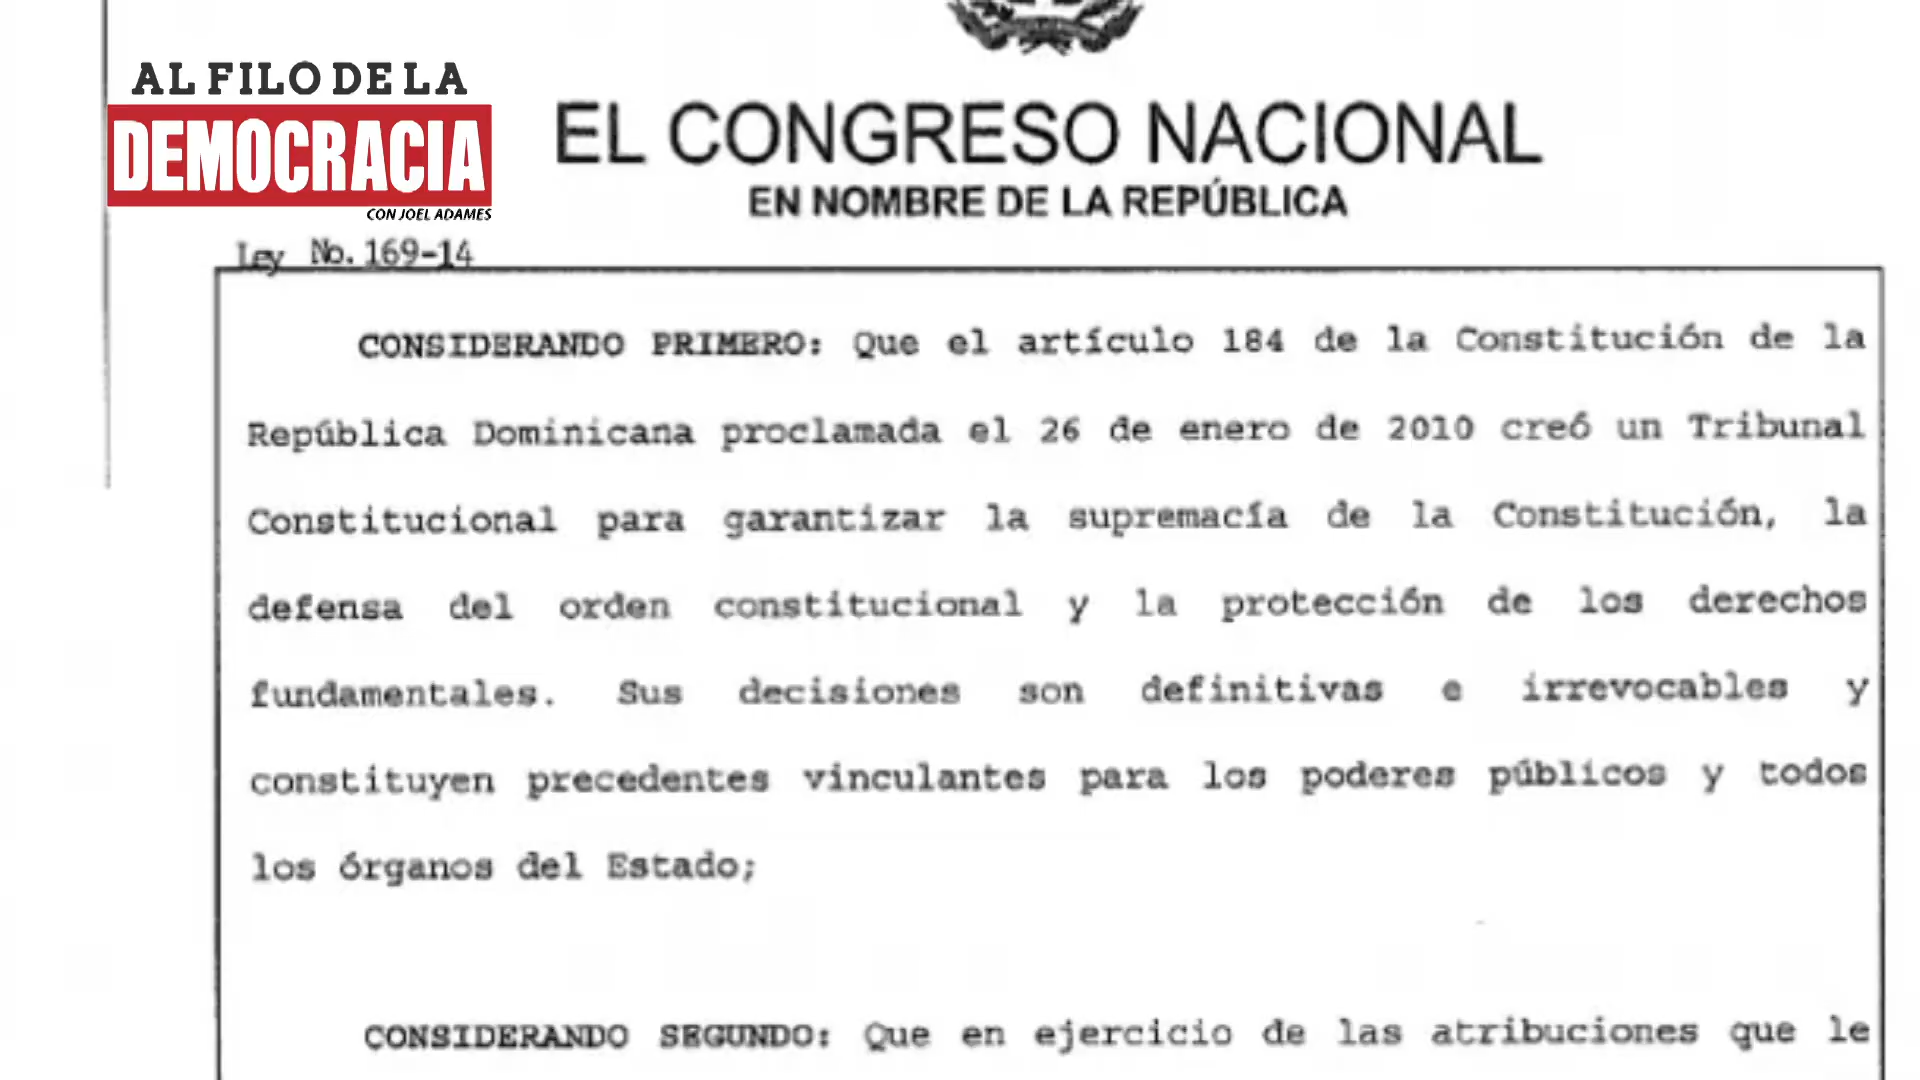 AL FILO DE LA
DEMOCRACIA
CON JOEL ADAMES
EL CONGRESO NACIONAL
EN NOMBRE DE LA REPÚBLICA
Ley No. 169-14
CONSIDERANDO PRIMERO: Que el artículo 184 de la Constitución de la
República Dominicana proclamada el 26 de enero de 2010 creó un Tribunal
Constitucional para garantizar la supremacía de la Constitución, la
defensa del orden constitucional y la protección de los derechos
fundamentales. Sus decisiones son definitivas e irrevocables y
constituyen precedentes vinculantes para los poderes públicos y todos
los órganos del Estado;
CONSIDERANDO SEGUNDO: Que en ejercicio de las atribuciones que le